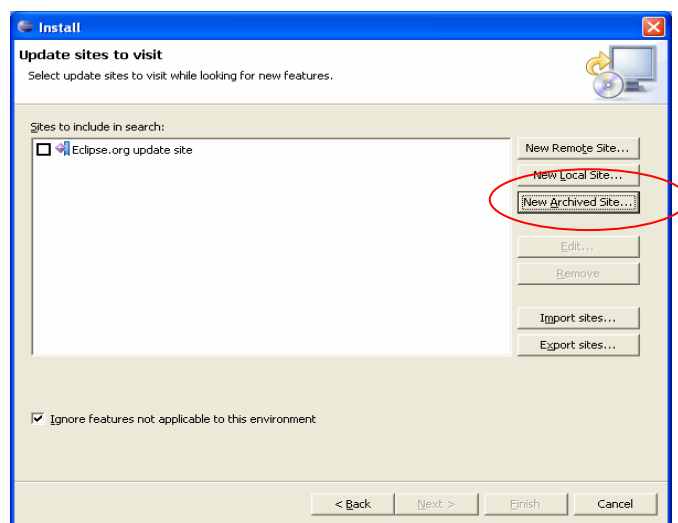 Install
Update sites to visit
Select update sites to visit while looking for new features.
Sites to include in search:
Eclipse.org update site
New Remote Site...
New Local Site...
New Archived Site...
Edit...
Remove
Import sites...
Export sites...
Ignore features not applicable to this environment
< Back Next > Finish Cancel